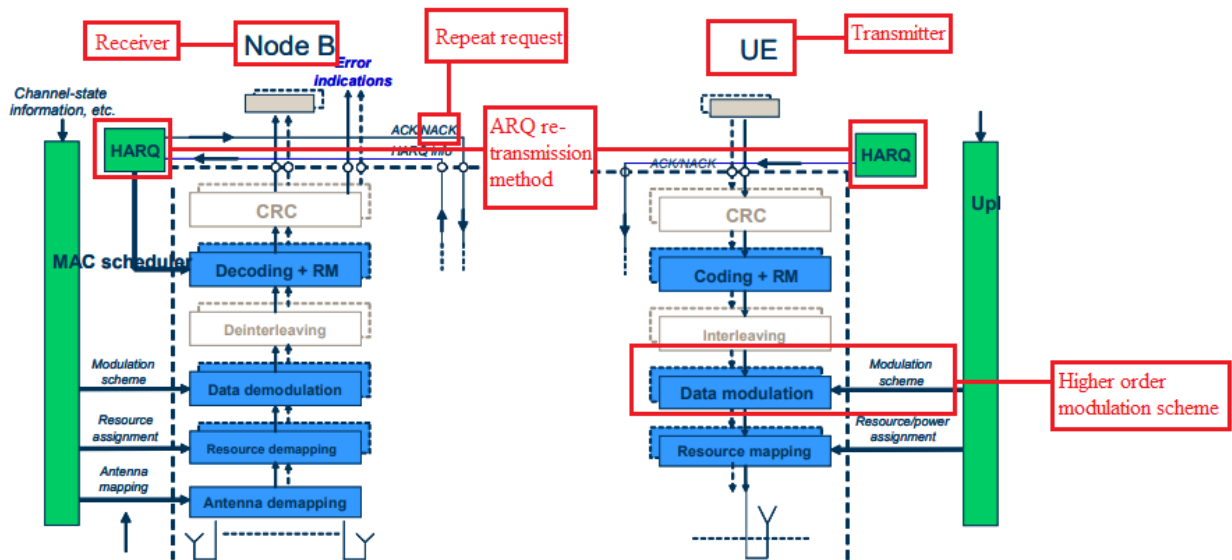 Receiver
Node B
Repeat request
UE
Transmitter
Error
indications
Channel-state
information, etc.
HARQ
ACK/NACK
HARQ info
ARQ re-
transmission
method
ACK/NACK
HARQ
CRC
CRC
Upl
MAC scheduler
Decoding + RM
Coding + RM
Deinterleaving
Interleaving
Modulation
scheme
Data demodulation
Data modulation
Modulation
scheme
Higher order
modulation scheme
Resource
assignment
Resource demapping
Resource mapping
Resource/power
assignment
Antenna
mapping
Antenna demapping